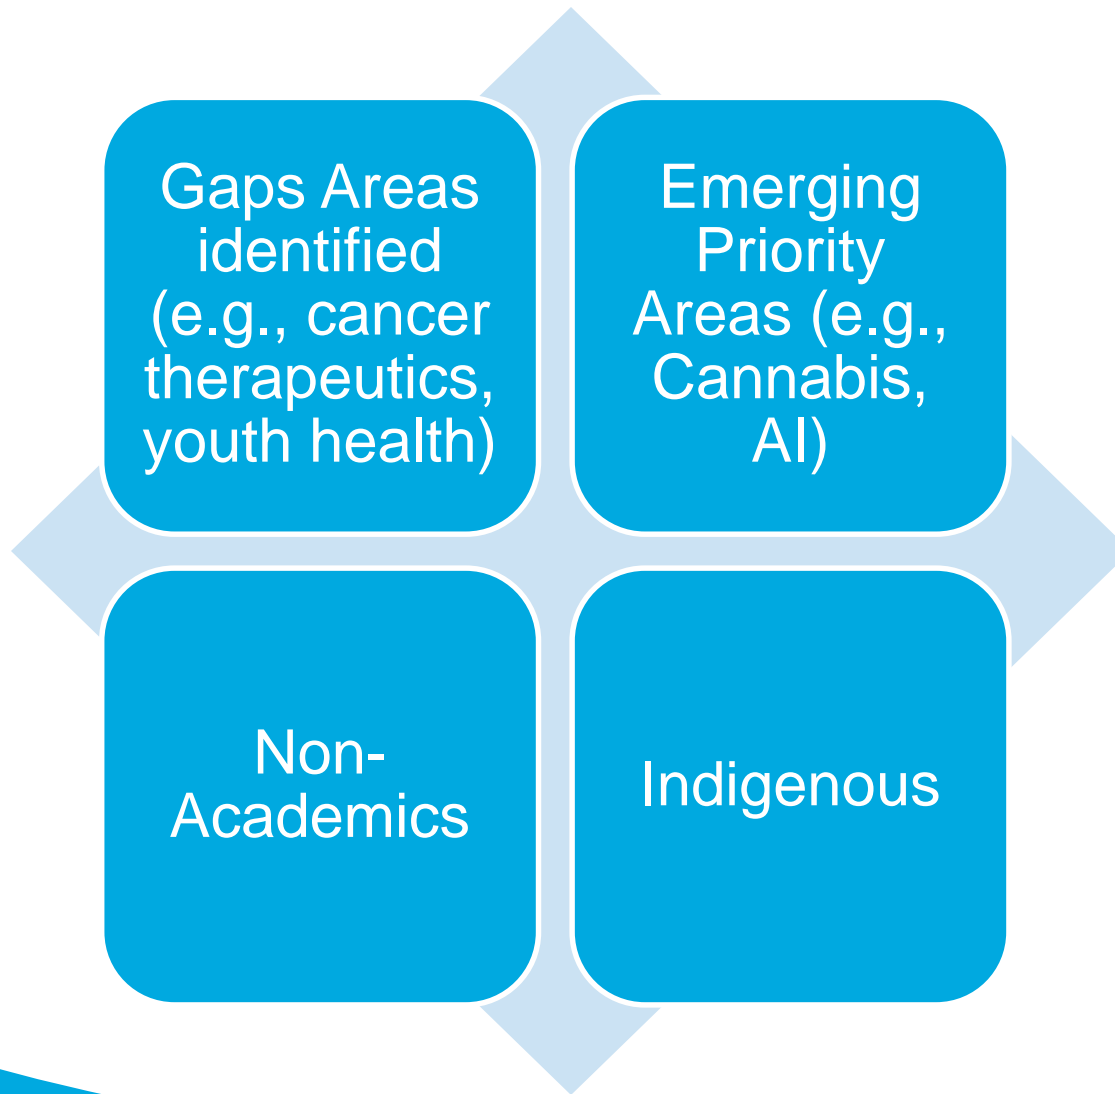 Gaps Areas
identified
(e.g., cancer
therapeutics,
youth health)
Emerging
Priority
Areas (e.g.,
Cannabis,
AI)
Non-
Academics
Indigenous